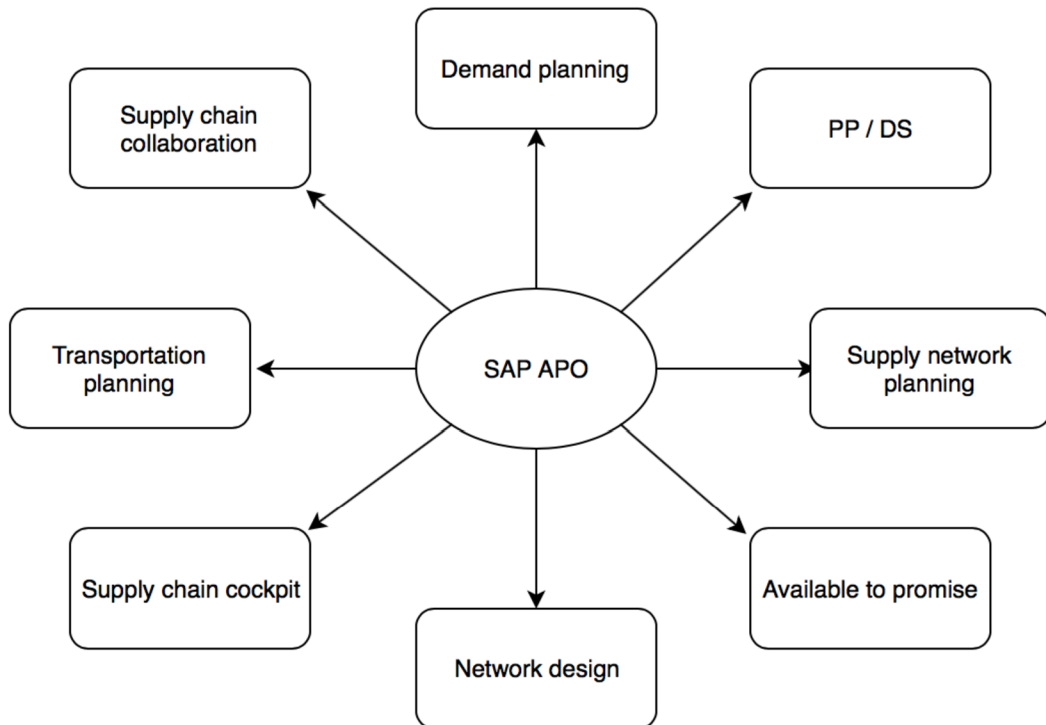 Demand planning
Supply chain
collaboration
PP / DS
Transportation
planning
SAP APO
Supply network
planning
Supply chain cockpit
Available to promise
Network design